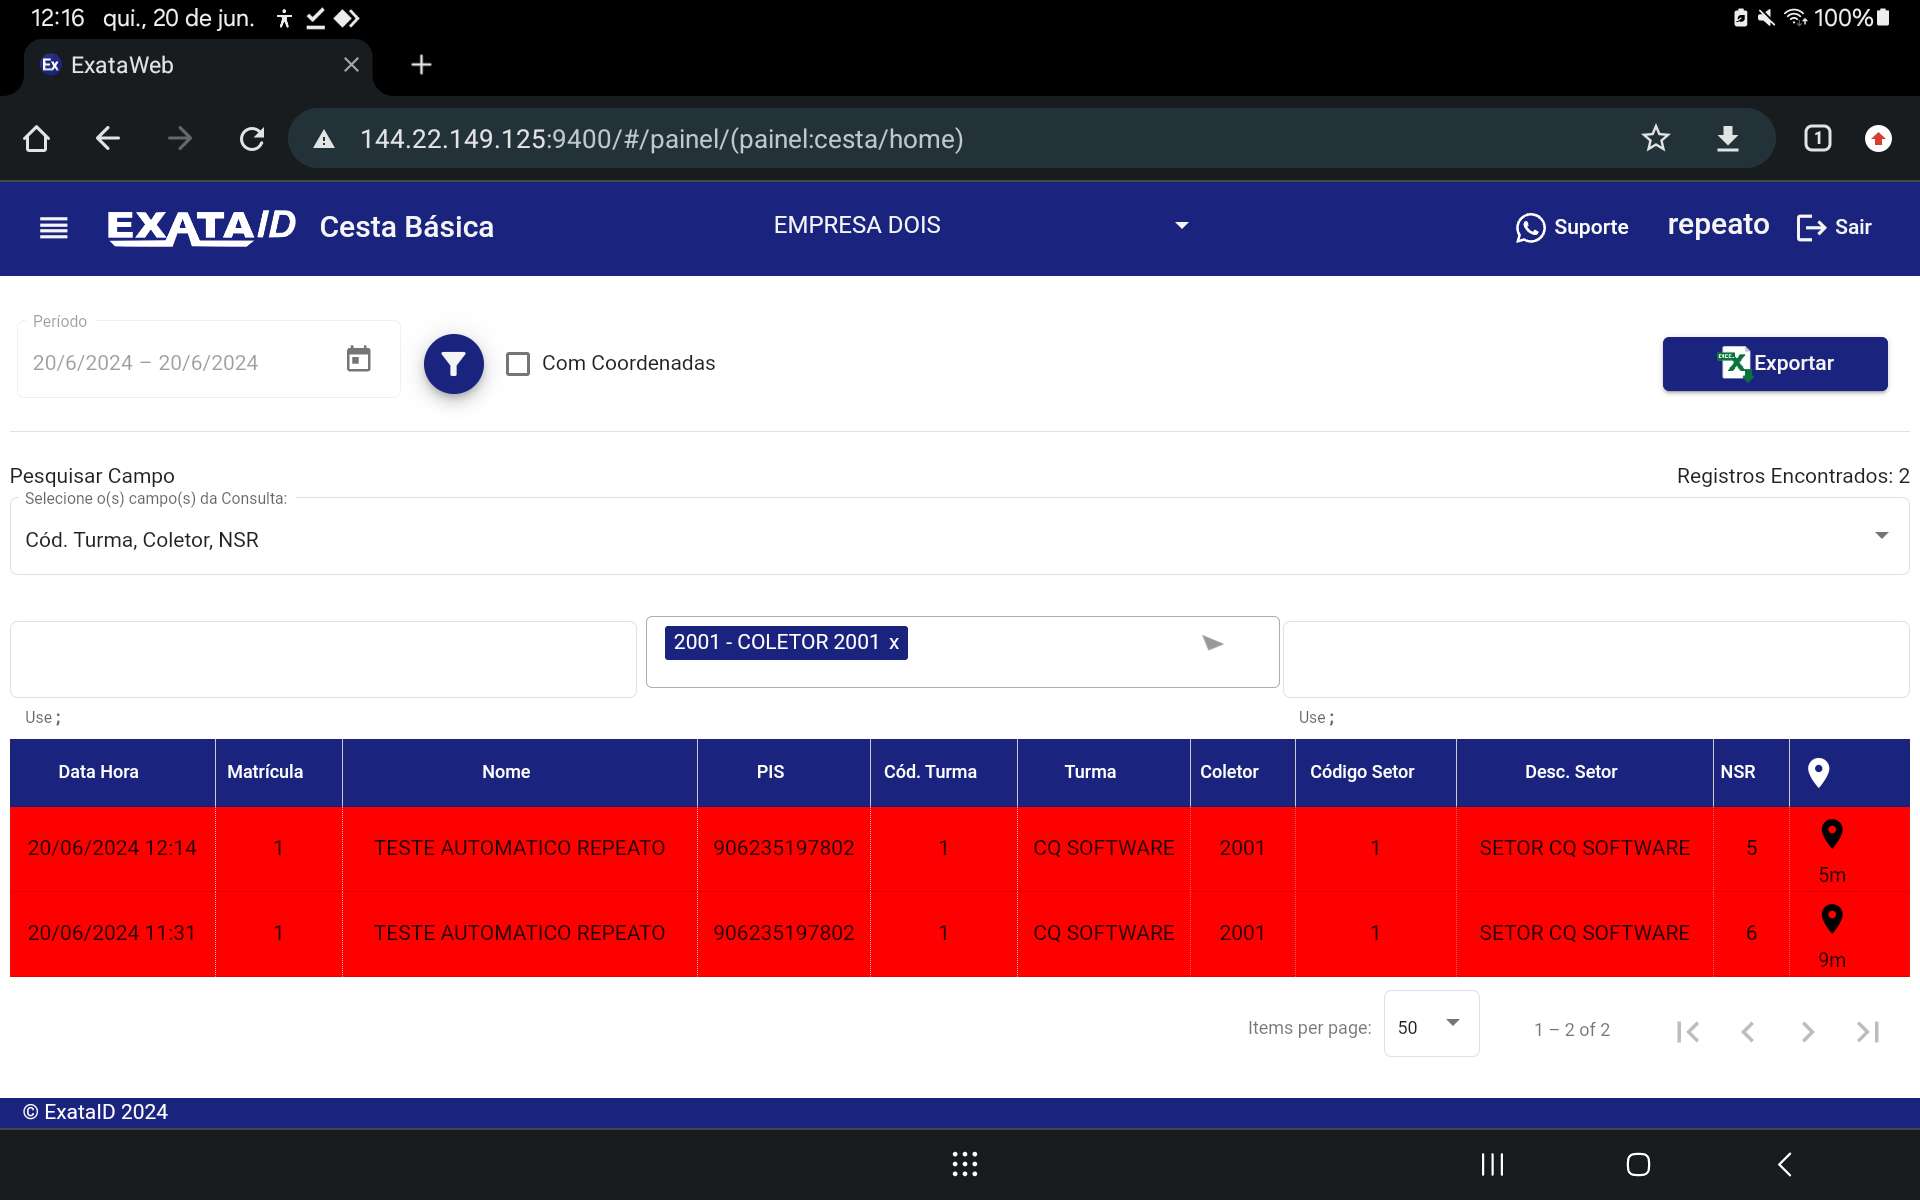 12:16 qui., 20 de jun. 100%
Ex ExataWeb
144.22.149.125:9400/#/painel/(painel:cesta/home) 1
EXATAID Cesta Básica EMPRESA DOIS Suporte repeato Sair
Período
20/6/2024 – 20/6/2024 Com Coordenadas Exportar
Pesquisar Campo Registros Encontrados: 2
Selecione o(s) campo(s) da Consulta:
Cód. Turma, Coletor, NSR
2001 - COLETOR 2001 x
Use ; Use ;
Data Hora Matrícula Nome PIS Cód. Turma Turma Coletor Código Setor Desc. Setor NSR
20/06/2024 12:14 1 TESTE AUTOMATICO REPEATO 906235197802 1 CQ SOFTWARE 2001 1 SETOR CQ SOFTWARE 5
5m
20/06/2024 11:31 1 TESTE AUTOMATICO REPEATO 906235197802 1 CQ SOFTWARE 2001 1 SETOR CQ SOFTWARE 6
9m
Items per page: 50 1 – 2 of 2
© ExataID 2024